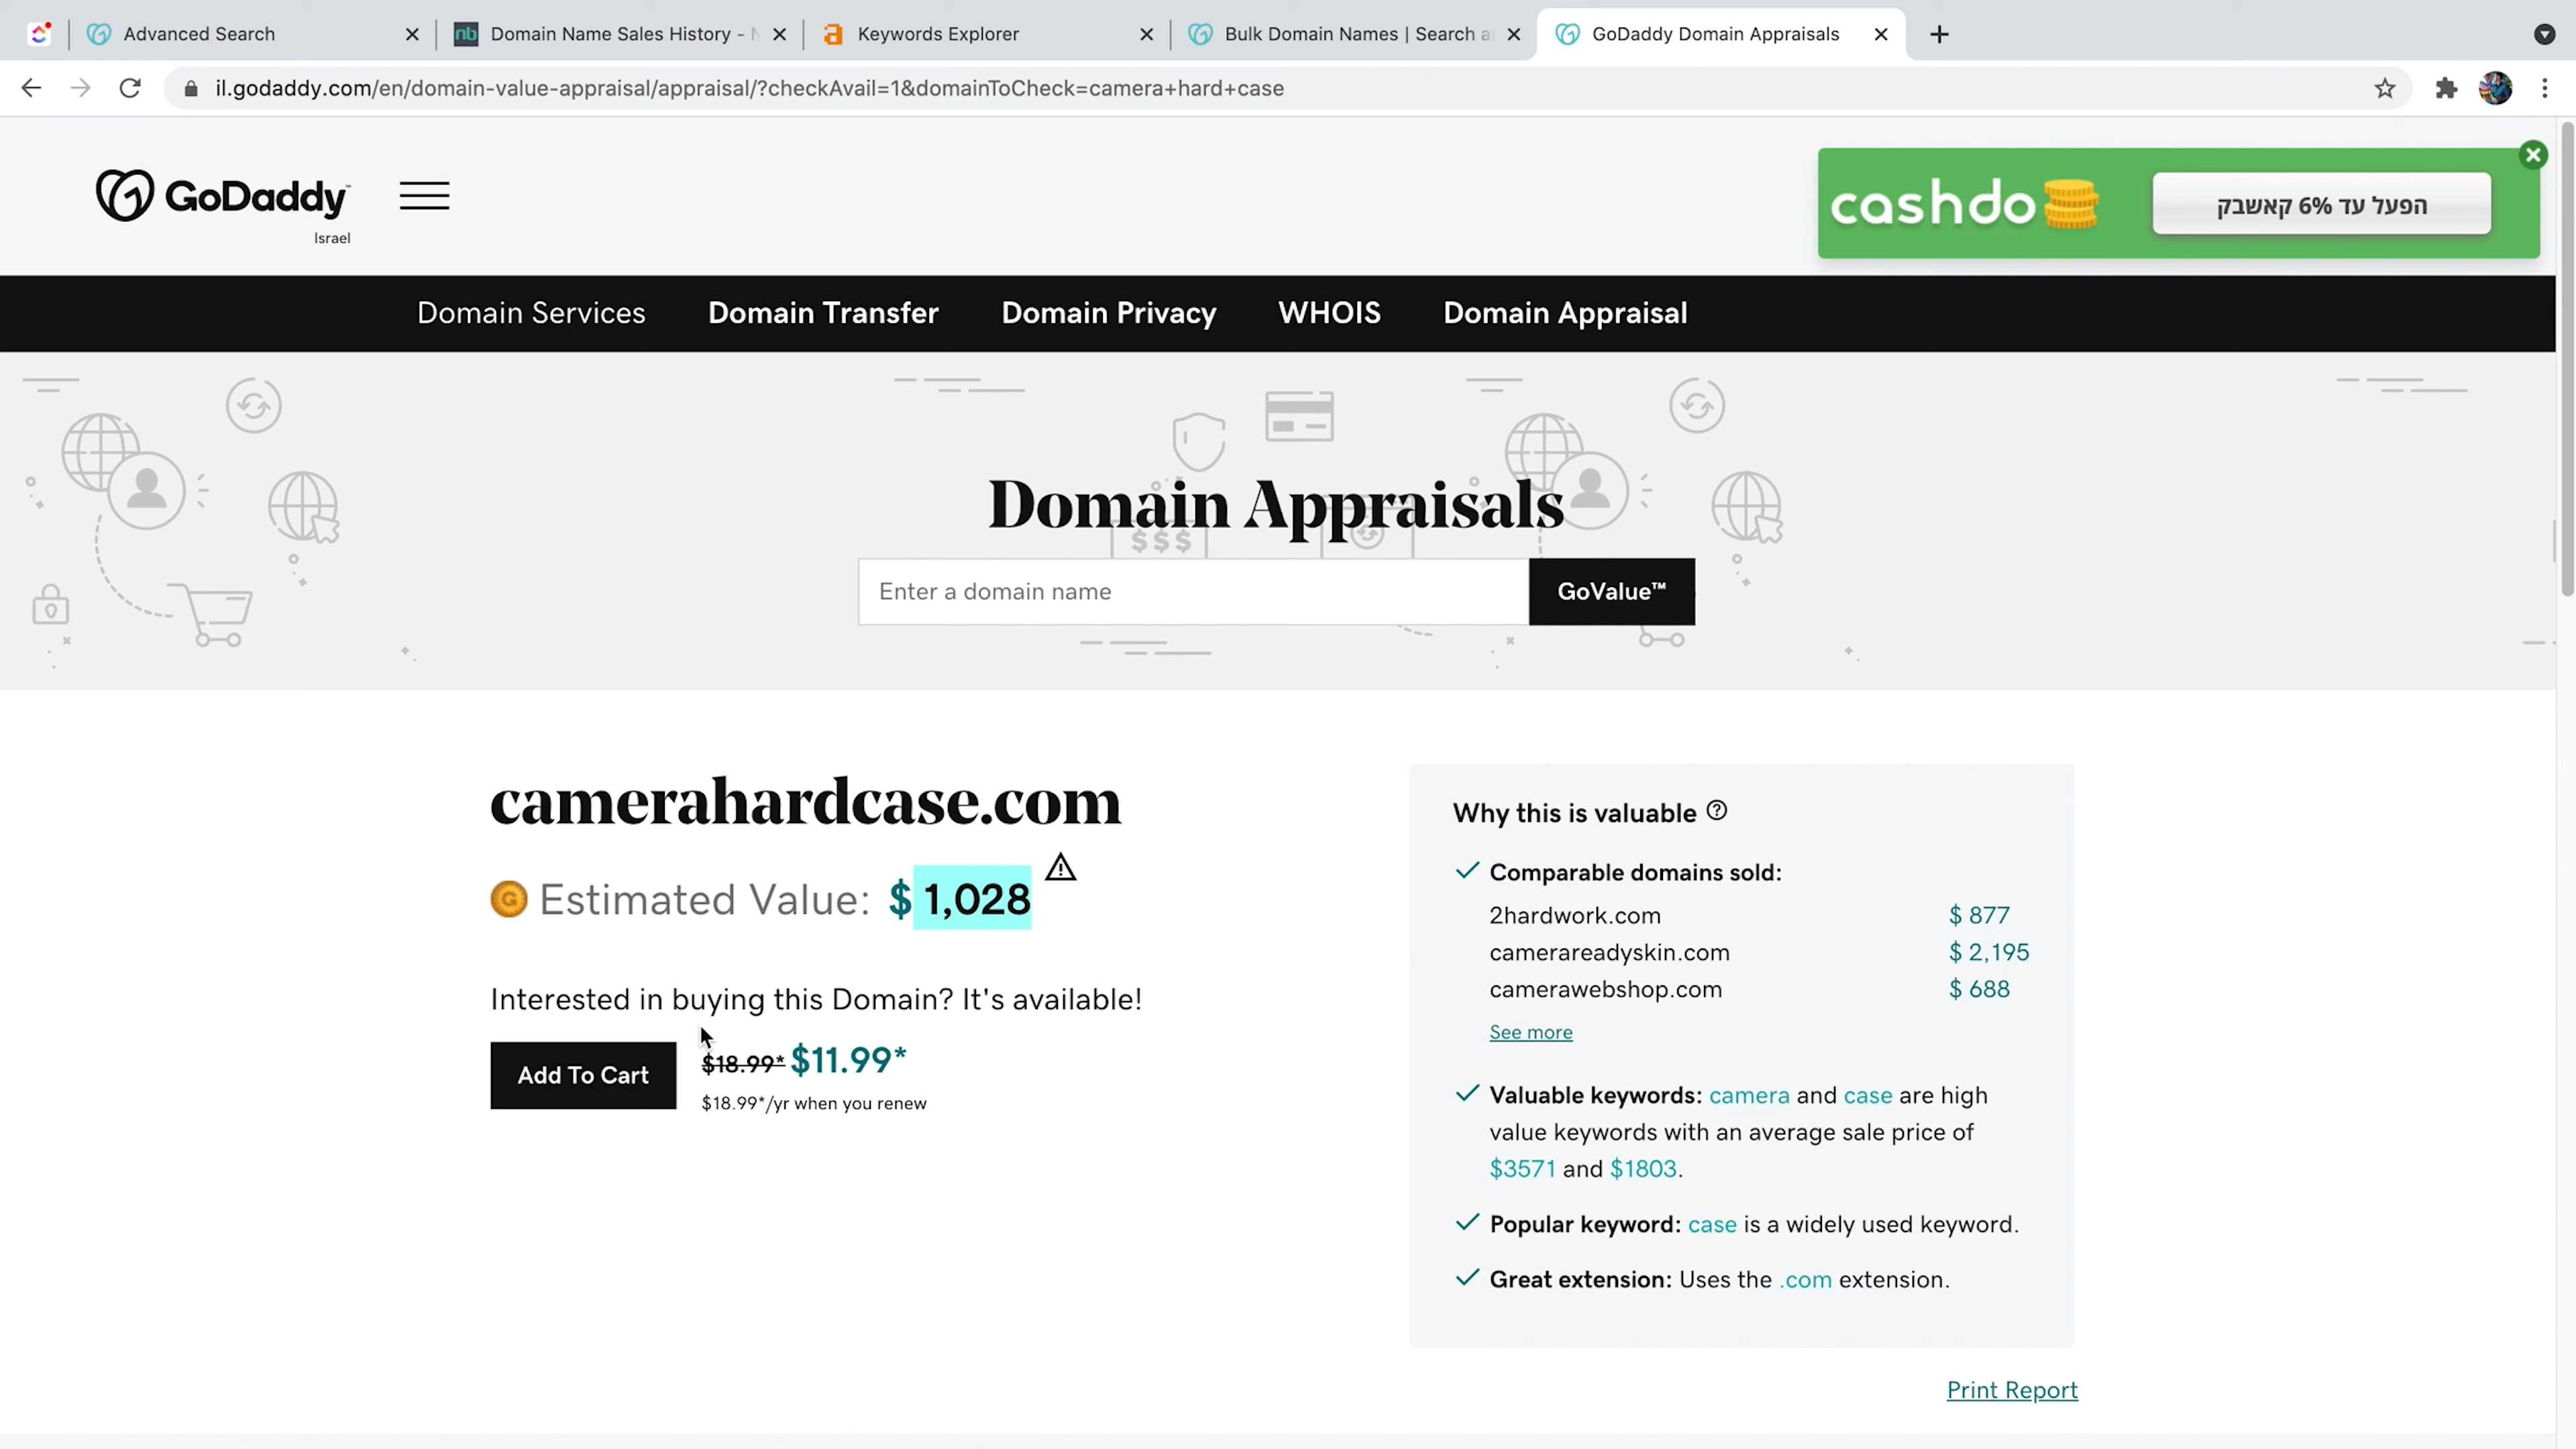 Advanced Search
nb Domain Name Sales History - N
a Keywords Explorer
Bulk Domain Names | Search a
GoDaddy Domain Appraisals
il.godaddy.com/en/domain-value-appraisal/appraisal/?checkAvail=1&domainToCheck=camera+hard+case
GoDaddy™
Israel
cashdo
הפעל עד 6% קאשבק
Domain Services Domain Transfer Domain Privacy WHOIS Domain Appraisal
Domain Appraisals
$$$
Enter a domain name
GoValue™
camerahardcase.com
G Estimated Value: $ 1,028
Interested in buying this Domain? It's available!
Add To Cart
$18.99* $11.99*
$18.99*/yr when you renew
Why this is valuable ?
Comparable domains sold:
2hardwork.com $ 877
camerareadyskin.com $ 2,195
camerawebshop.com $ 688
See more
Valuable keywords: camera and case are high
value keywords with an average sale price of
$3571 and $1803.
Popular keyword: case is a widely used keyword.
Great extension: Uses the .com extension.
Print Report